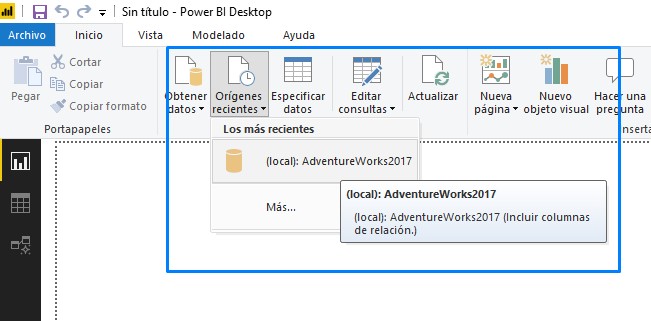 Sin título - Power BI Desktop
Archivo Inicio Vista Modelado Ayuda
Pegar
Cortar
Copiar
Copiar formato
Portapapeles
Obtener datos
Orígenes recientes
Especificar datos
Editar consultas
Actualizar
Nueva página
Nuevo objeto visual
Hacer una pregunta
Inserta
Los más recientes
(local): AdventureWorks2017
Más...
(local): AdventureWorks2017
(local): AdventureWorks2017 (Incluir columnas
de relación.)